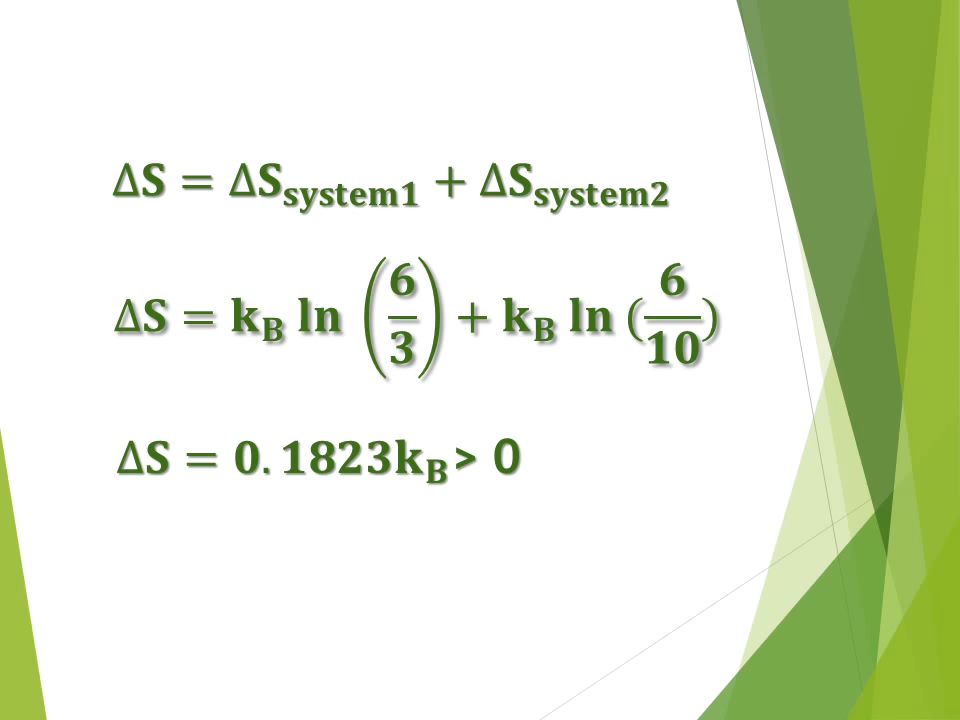 ΔS = ΔS_system1 + ΔS_system2
ΔS = k_B ln (6/3) + k_B ln (6/10)
ΔS = 0.1823k_B > 0